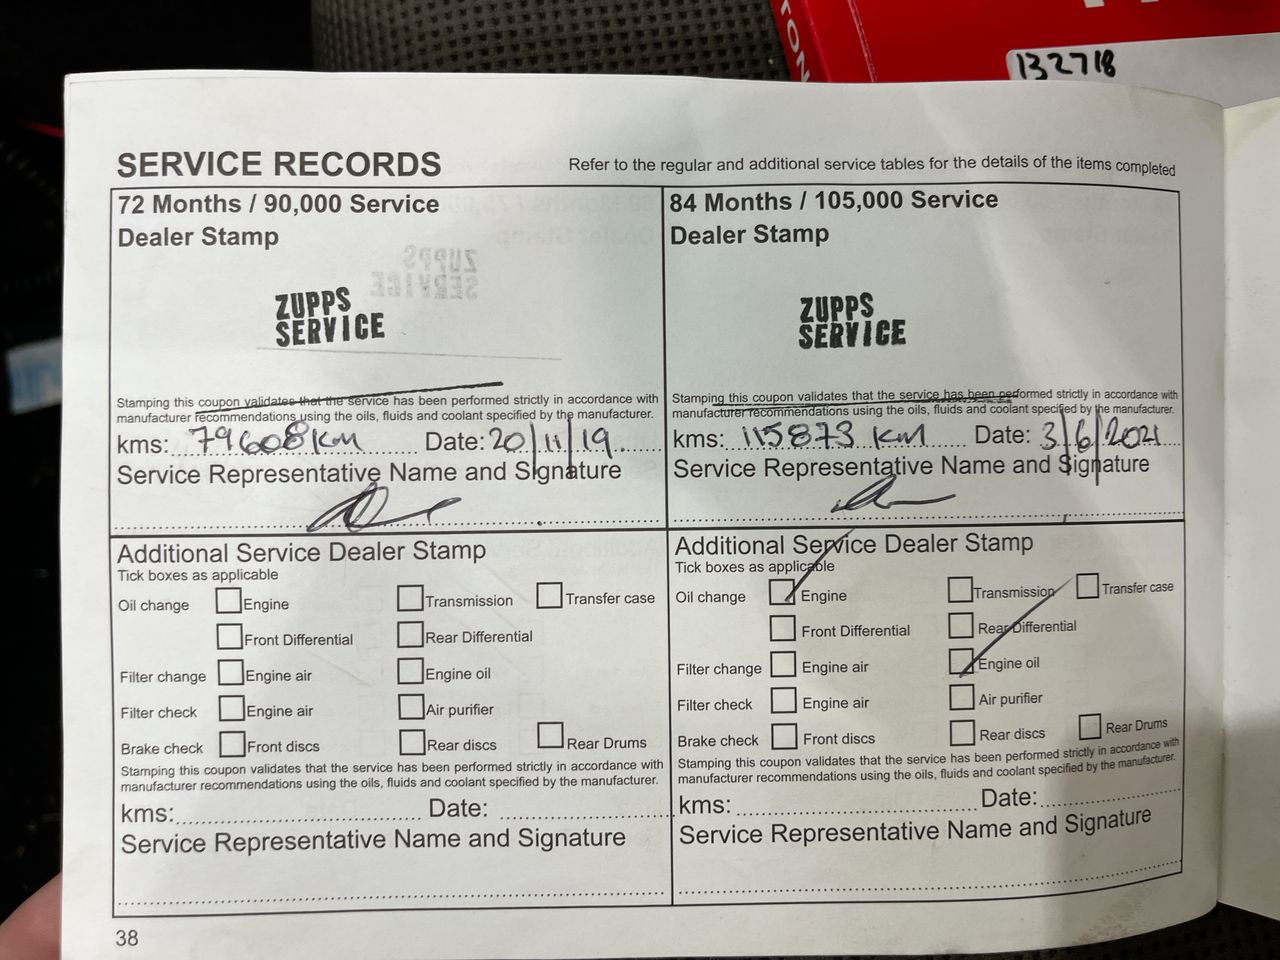 TON
132718
SERVICE RECORDS
Refer to the regular and additional service tables for the details of the items completed
72 Months / 90,000 Service
Dealer Stamp
ZUPPS
SERVICE
ZUPPS
SERVICE
Stamping this coupon validates that the service has been performed strictly in accordance with
manufacturer recommendations using the oils, fluids and coolant specified by the manufacturer.
kms: 79608 KM Date: 20/11/19
Service Representative Name and Signature
84 Months / 105,000 Service
Dealer Stamp
ZUPPS
SERVICE
Stamping this coupon validates that the service has been performed strictly in accordance with
manufacturer recommendations using the oils, fluids and coolant specified by the manufacturer.
kms: 115873 KM Date: 3/6/2021
Service Representative Name and Signature
Additional Service Dealer Stamp
Tick boxes as applicable
Oil change Engine Transmission Transfer case
Front Differential Rear Differential
Filter change Engine air Engine oil
Filter check Engine air Air purifier
Brake check Front discs Rear discs Rear Drums
Stamping this coupon validates that the service has been performed strictly in accordance with
manufacturer recommendations using the oils, fluids and coolant specified by the manufacturer.
kms: Date:
Service Representative Name and Signature
Additional Service Dealer Stamp
Tick boxes as applicable
Oil change Engine Transmission Transfer case
Front Differential Rear Differential
Filter change Engine air Engine oil
Filter check Engine air Air purifier
Brake check Front discs Rear discs Rear Drums
Stamping this coupon validates that the service has been performed strictly in accordance with
manufacturer recommendations using the oils, fluids and coolant specified by the manufacturer.
kms: Date:
Service Representative Name and Signature
38